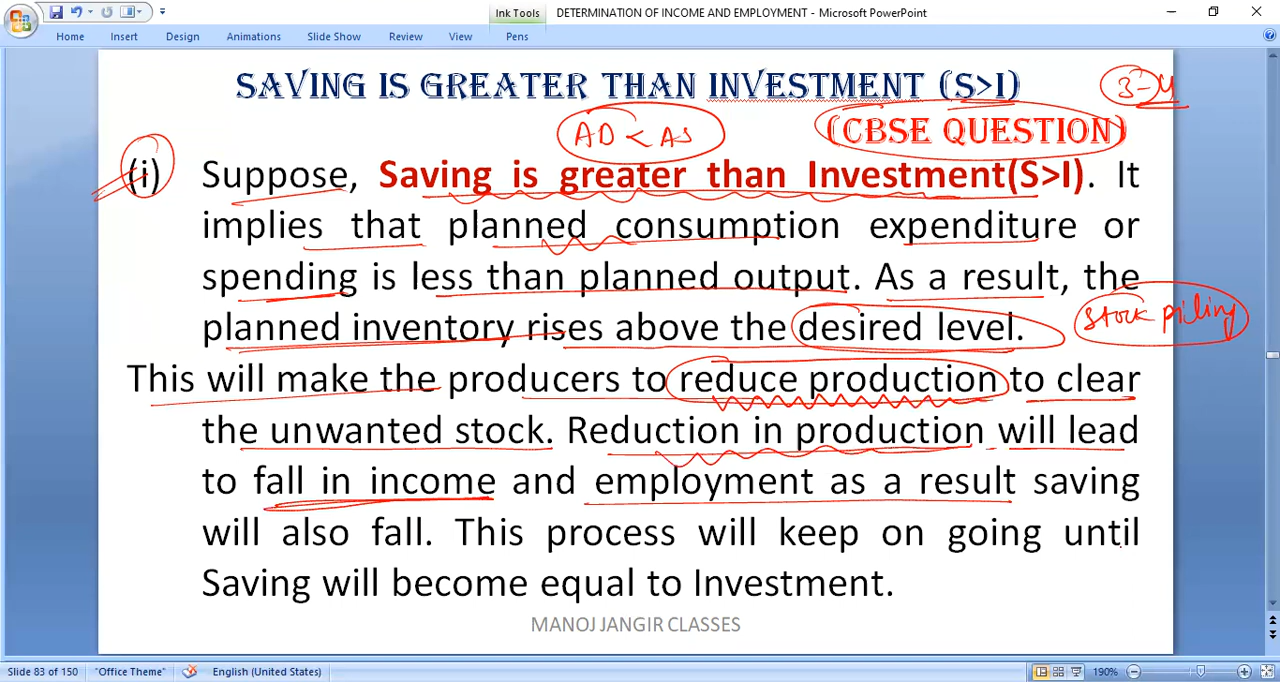 Ink Tools
DETERMINATION OF INCOME AND EMPLOYMENT - Microsoft PowerPoint
Home Insert Design Animations Slide Show Review View Pens
SAVING IS GREATER THAN INVESTMENT (S>I)
3-4
AD < AS
(CBSE QUESTION)
(i) Suppose, Saving is greater than Investment(S>I). It
implies that planned consumption expenditure or
spending is less than planned output. As a result, the
planned inventory rises above the desired level.
Stock piling
This will make the producers to reduce production to clear
the unwanted stock. Reduction in production will lead
to fall in income and employment as a result saving
will also fall. This process will keep on going until
Saving will become equal to Investment.
MANOJ JANGIR CLASSES
Slide 83 of 150 "Office Theme" English (United States) 190%